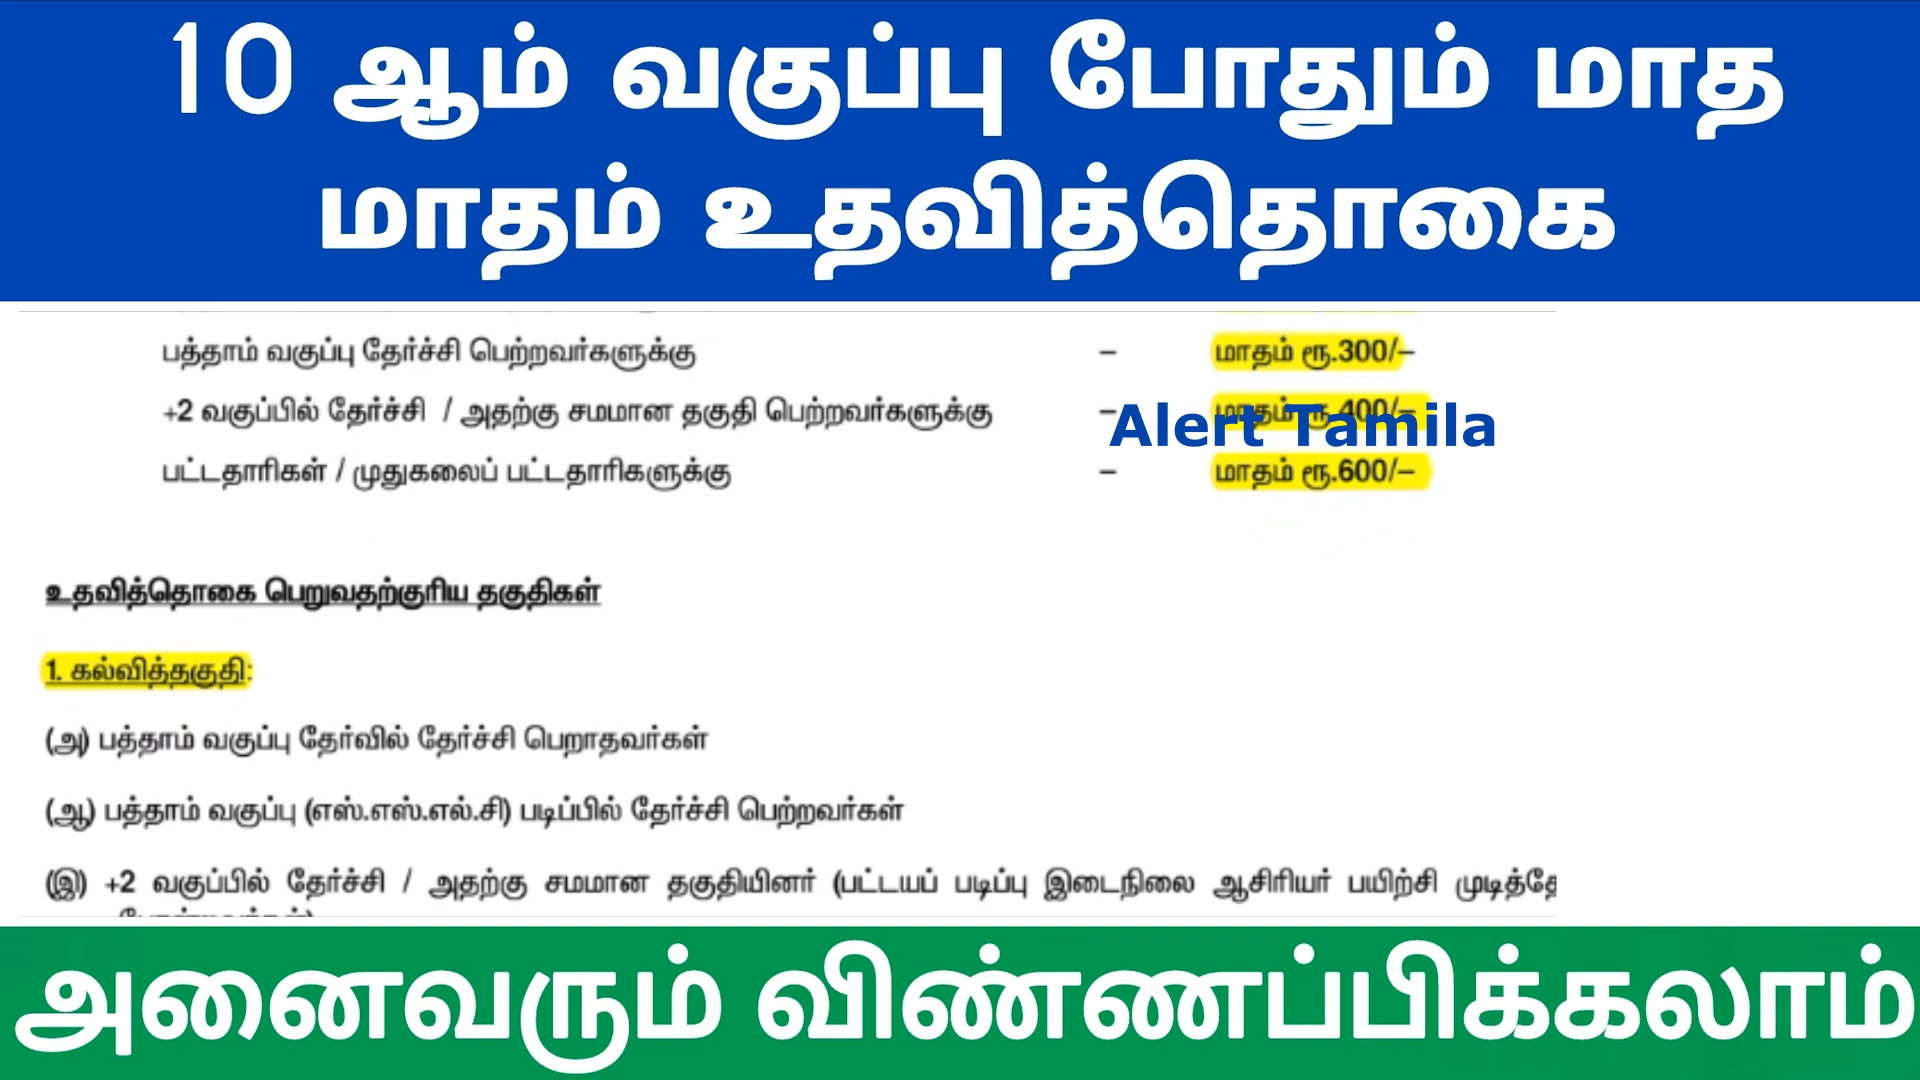 10 ஆம் வகுப்பு போதும் மாத
மாதம் உதவித்தொகை
பத்தாம் வகுப்பு தேர்ச்சி பெற்றவர்களுக்கு – மாதம் ரூ.300/–
+2 வகுப்பில் தேர்ச்சி / அதற்கு சமமான தகுதி பெற்றவர்களுக்கு – மாதம் ரூ.400/–
Alert Tamila
பட்டதாரிகள் / முதுகலைப் பட்டதாரிகளுக்கு – மாதம் ரூ.600/–
உதவித்தொகை பெறுவதற்குரிய தகுதிகள்
1. கல்வித்தகுதி:
(அ) பத்தாம் வகுப்பு தேர்வில் தேர்ச்சி பெறாதவர்கள்
(ஆ) பத்தாம் வகுப்பு (எஸ்.எஸ்.எல்.சி) படிப்பில் தேர்ச்சி பெற்றவர்கள்
(இ) +2 வகுப்பில் தேர்ச்சி / அதற்கு சமமான தகுதியினர் (பட்டயப் படிப்பு இடைநிலை ஆசிரியர் பயிற்சி
அனைவரும் விண்ணப்பிக்கலாம்